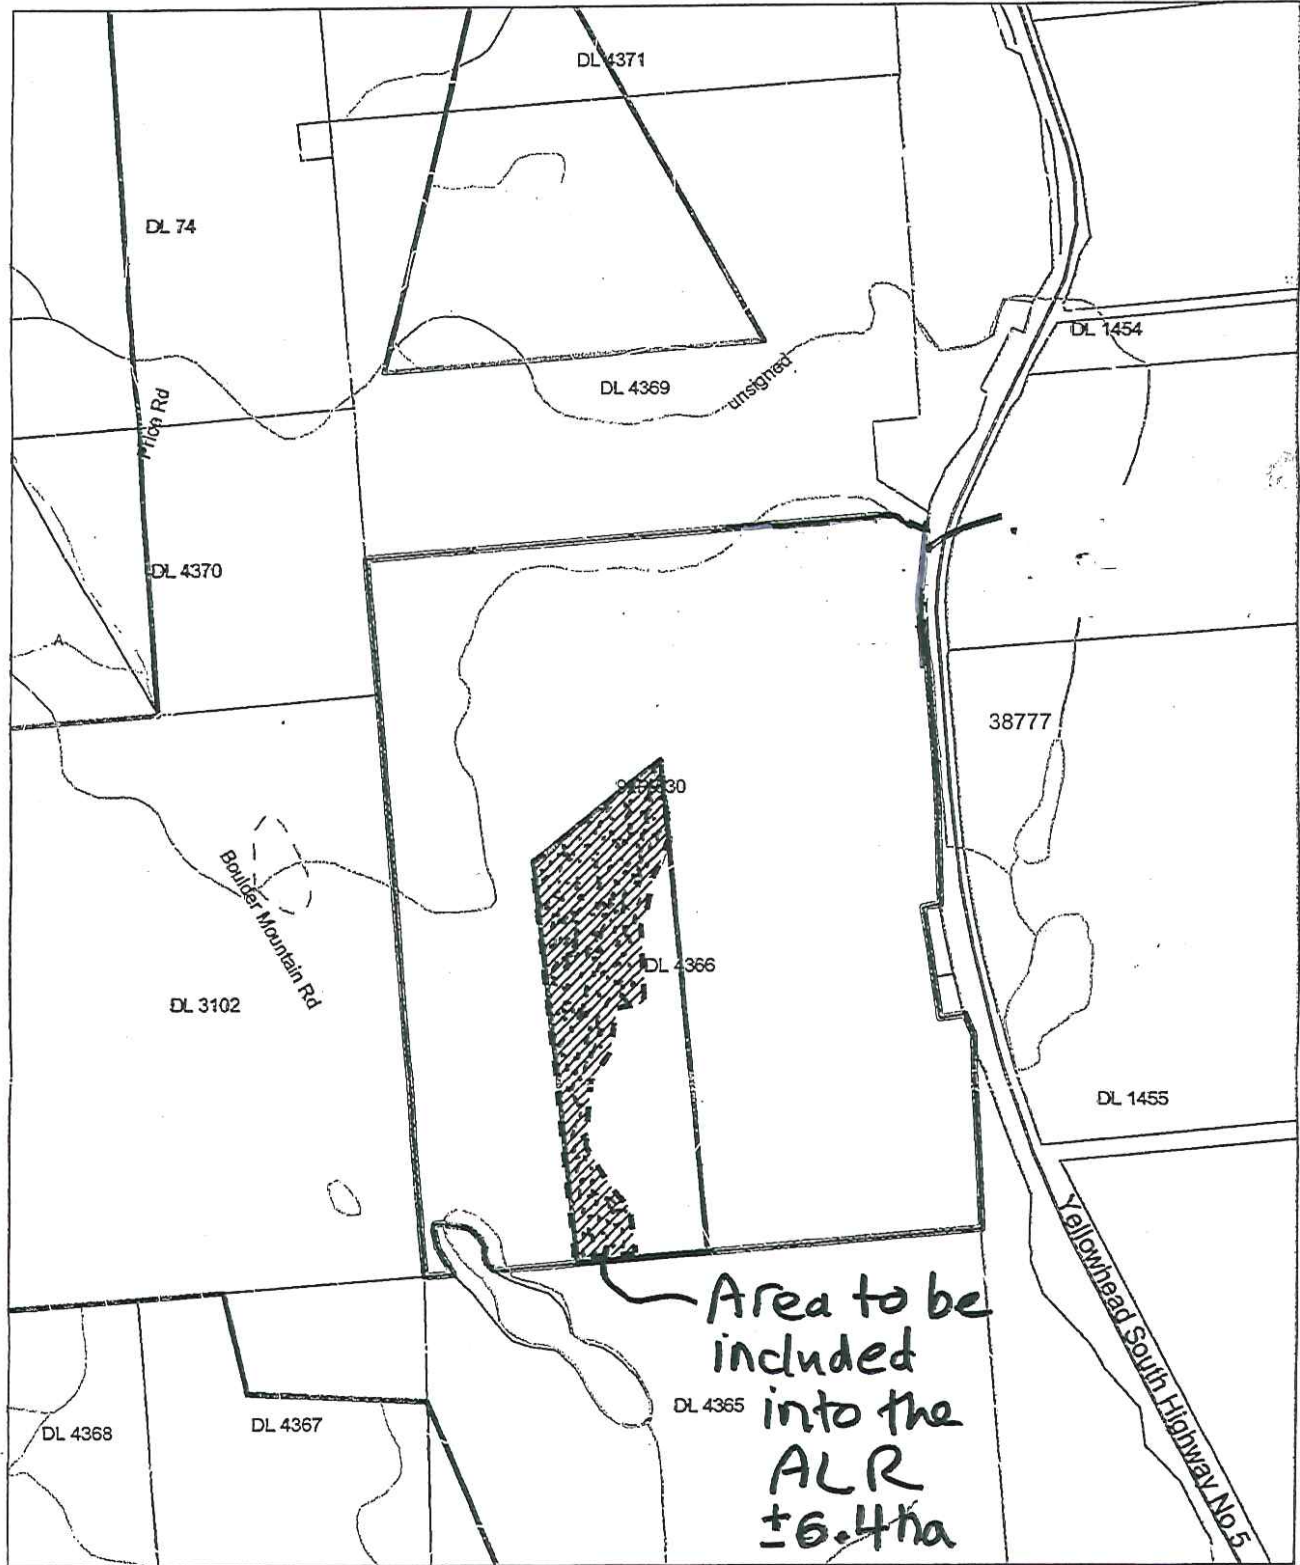 DL 4371
DL 74
DL 1454
DL 4369
unsigned
DL 4370
A
38777
DL 4366
Boulder Mountain Rd
DL 3102
DL 1455
Yellowhead South Highway No.5
Area to be
included
into the
ALR
±6.4ha
DL 4365
DL 4367
DL 4368